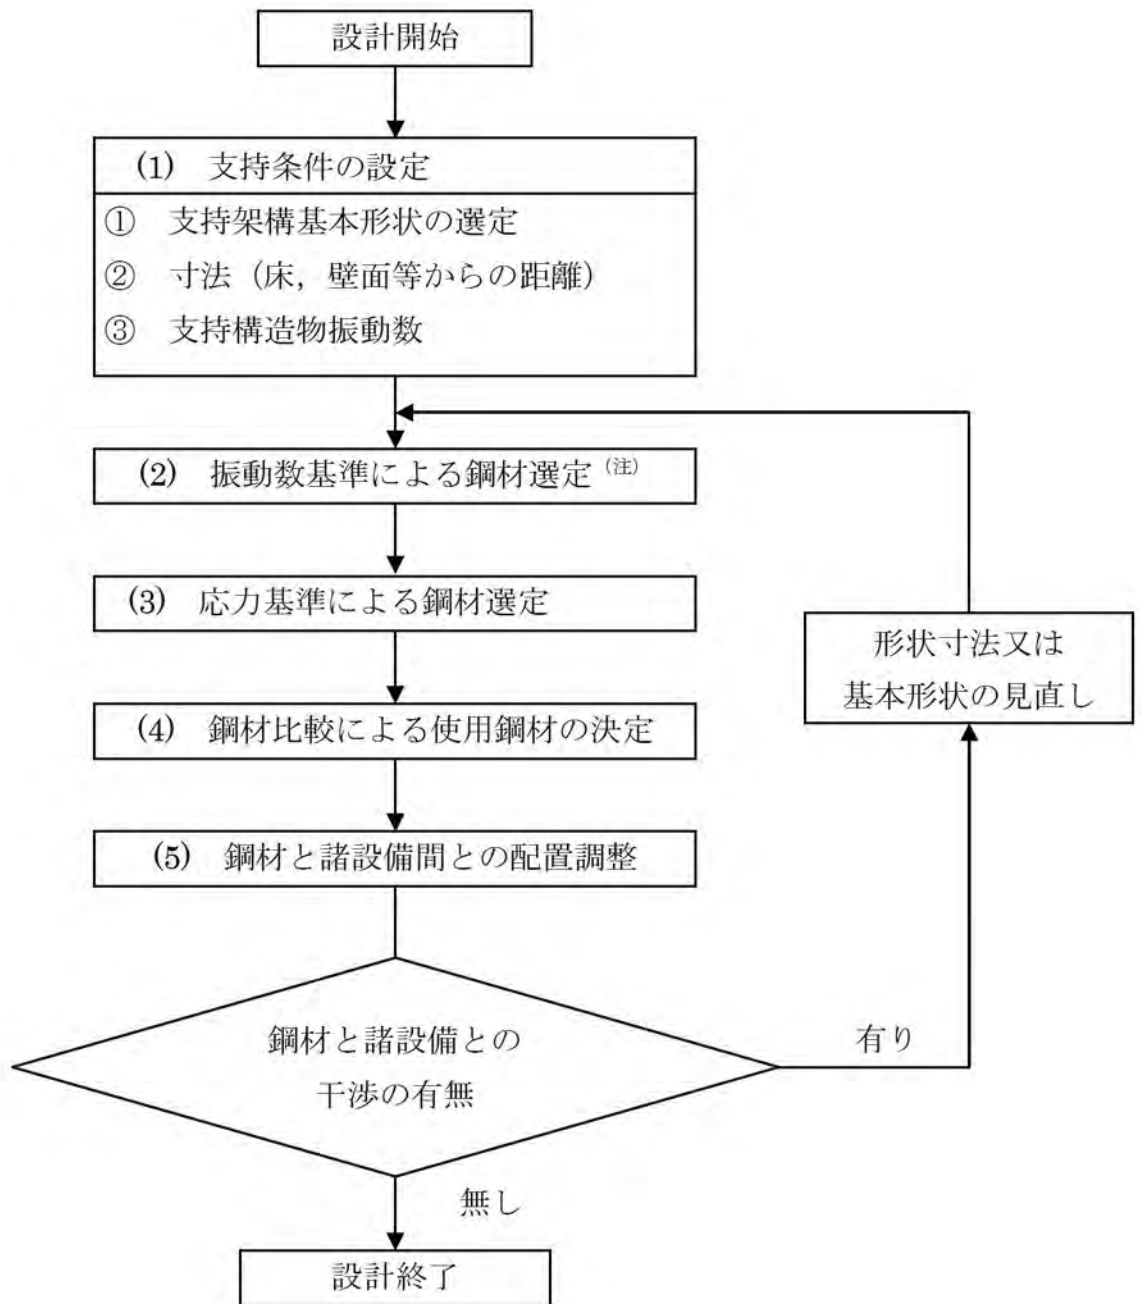 設計開始
(1) 支持条件の設定
① 支持架構基本形状の選定
② 寸法（床，壁面等からの距離）
③ 支持構造物振動数
(2) 振動数基準による鋼材選定（注）
(3) 応力基準による鋼材選定
形状寸法又は
基本形状の見直し
(4) 鋼材比較による使用鋼材の決定
(5) 鋼材と諸設備間との配置調整
鋼材と諸設備との
干渉の有無
有り
無し
設計終了